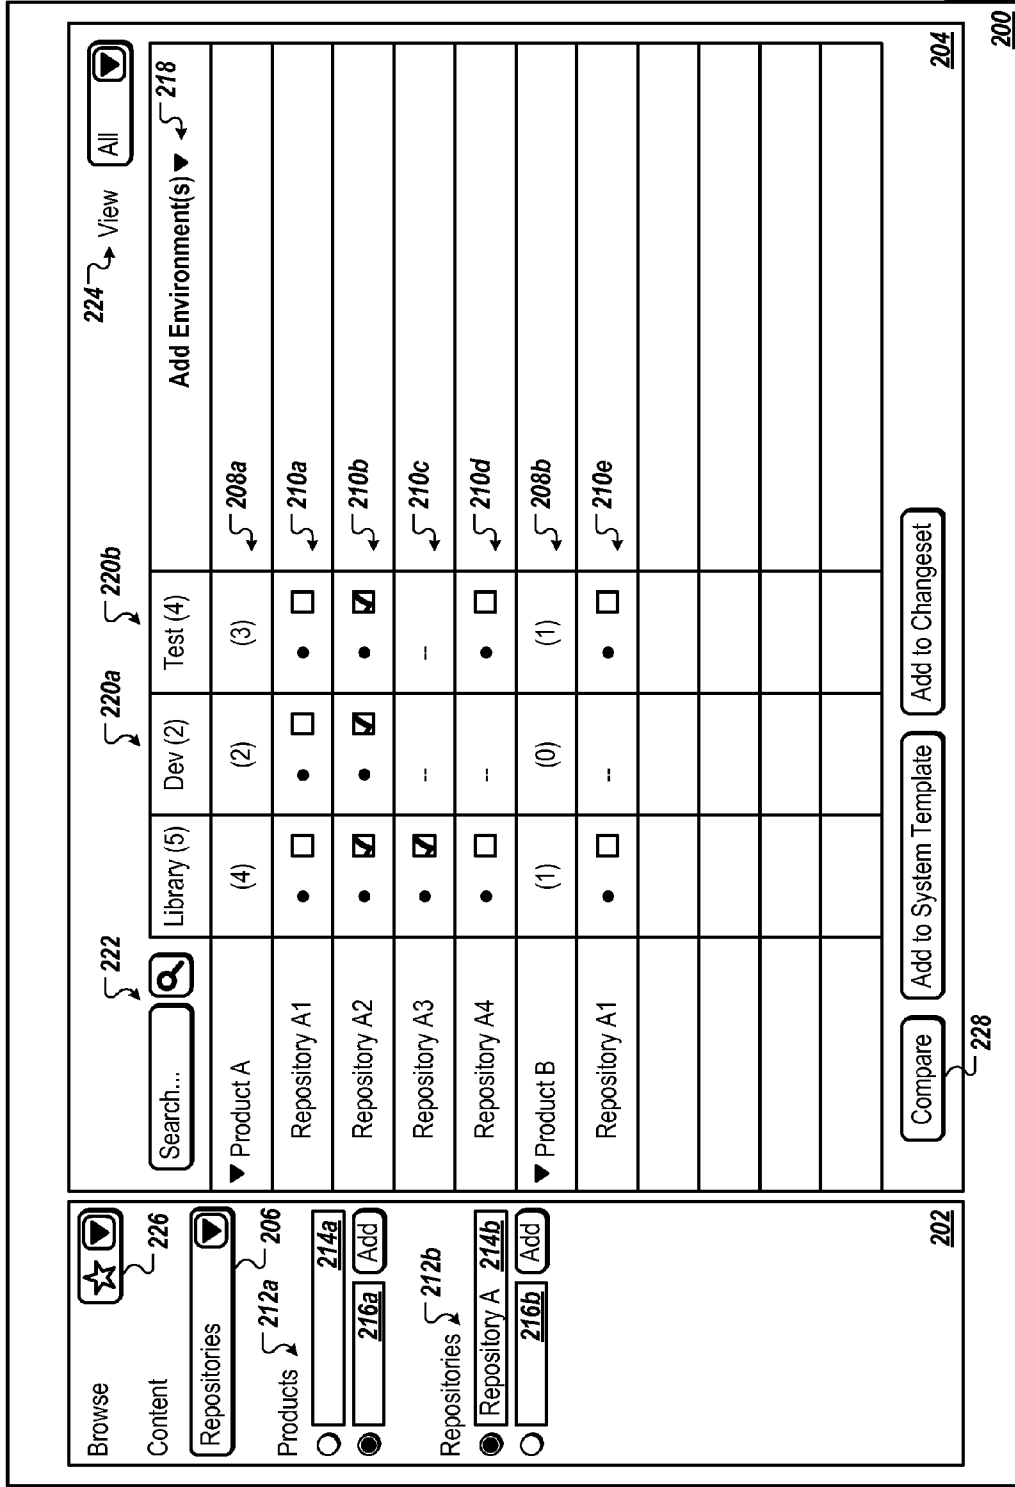 Browse
226
Content
Repositories
206
Products 212a
214a
216a Add
Repositories 212b
Repository A 214b
216b Add
202
224 View All
222 220a 220b
Search... Library (5) Dev (2) Test (4) Add Environment(s) 218
Product A (4) (2) (3) 208a
Repository A1 210a
Repository A2 210b
Repository A3 -- -- 210c
Repository A4 -- 210d
Product B (1) (0) (1) 208b
Repository A1 -- 210e
Compare Add to System Template Add to Changeset
228
204
200